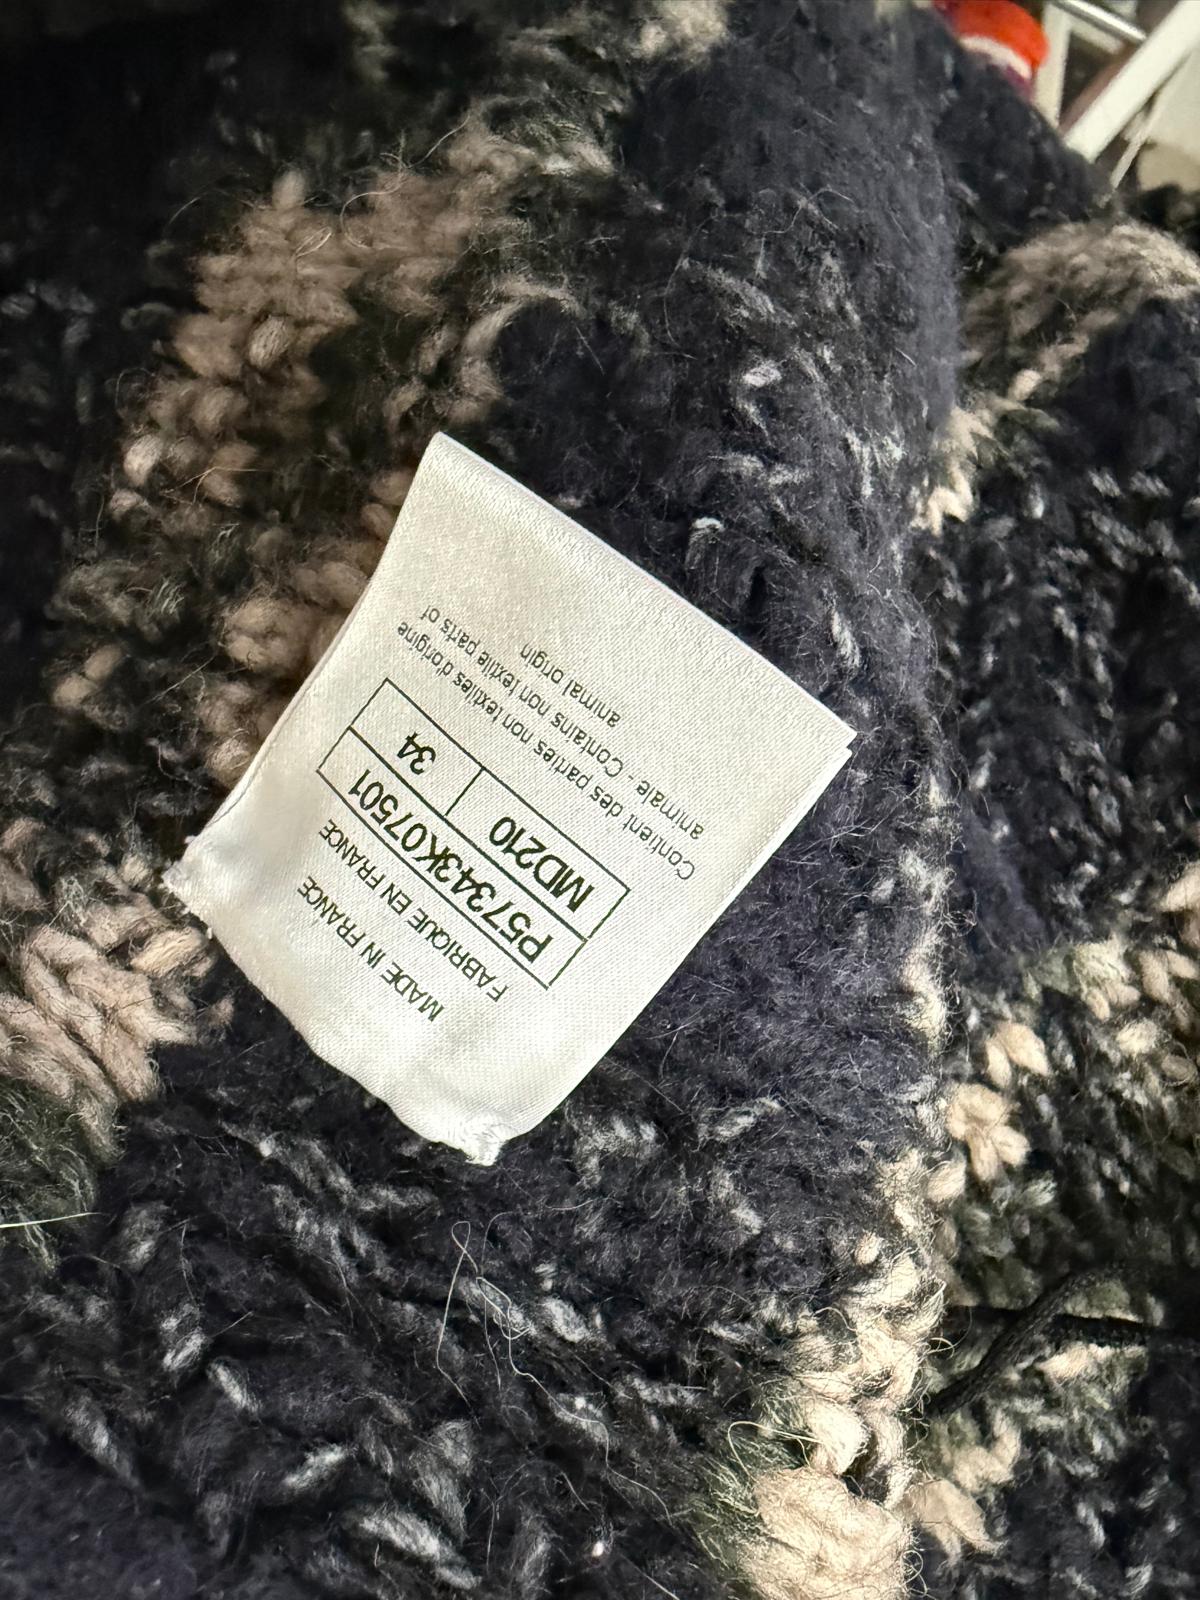 MADE IN FRANCE
FABRIQUE EN FRANCE
P57343K07501
MD210 34
Contient des parties non textiles d'origine
animale - Contains non textile parts of
animal origin